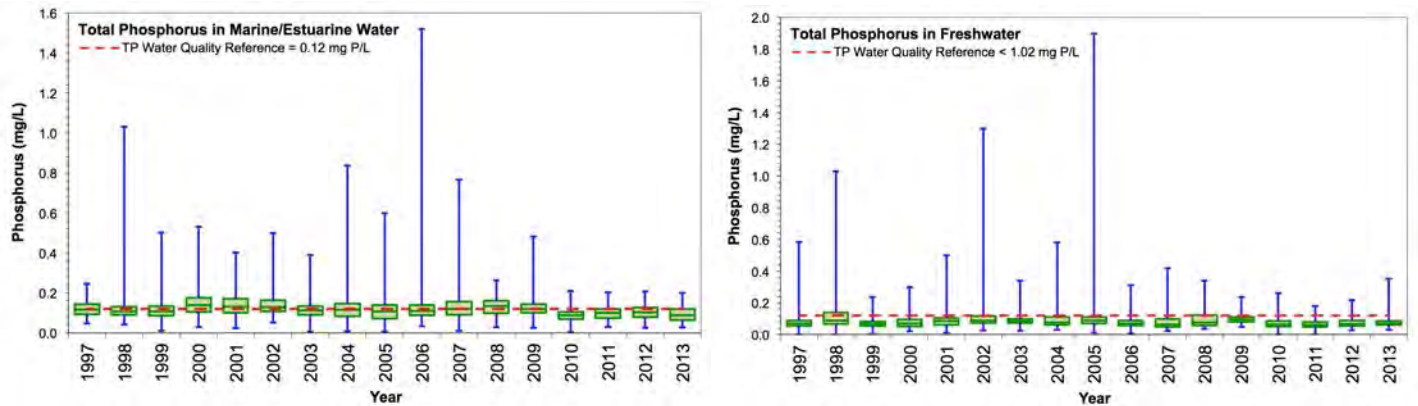 Total Phosphorus in Marine/Estuarine Water
TP Water Quality Reference = 0.12 mg P/L
Phosphorus (mg/L)
1.6
1.4
1.2
1.0
0.8
0.6
0.4
0.2
0.0
1997 1998 1999 2000 2001 2002 2003 2004 2005 2006 2007 2008 2009 2010 2011 2012 2013
Year
Total Phosphorus in Freshwater
TP Water Quality Reference < 1.02 mg P/L
Phosphorus (mg/L)
2.0
1.8
1.6
1.4
1.2
1.0
0.8
0.6
0.4
0.2
0.0
1997 1998 1999 2000 2001 2002 2003 2004 2005 2006 2007 2008 2009 2010 2011 2012 2013
Year